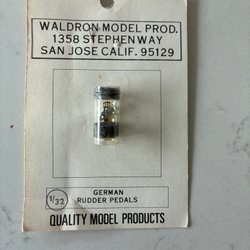 WALDRON MODEL PROD.
1358 STEPHEN WAY
SAN JOSE CALIF. 95129
1/32
GERMAN
RUDDER PEDALS
QUALITY MODEL PRODUCTS